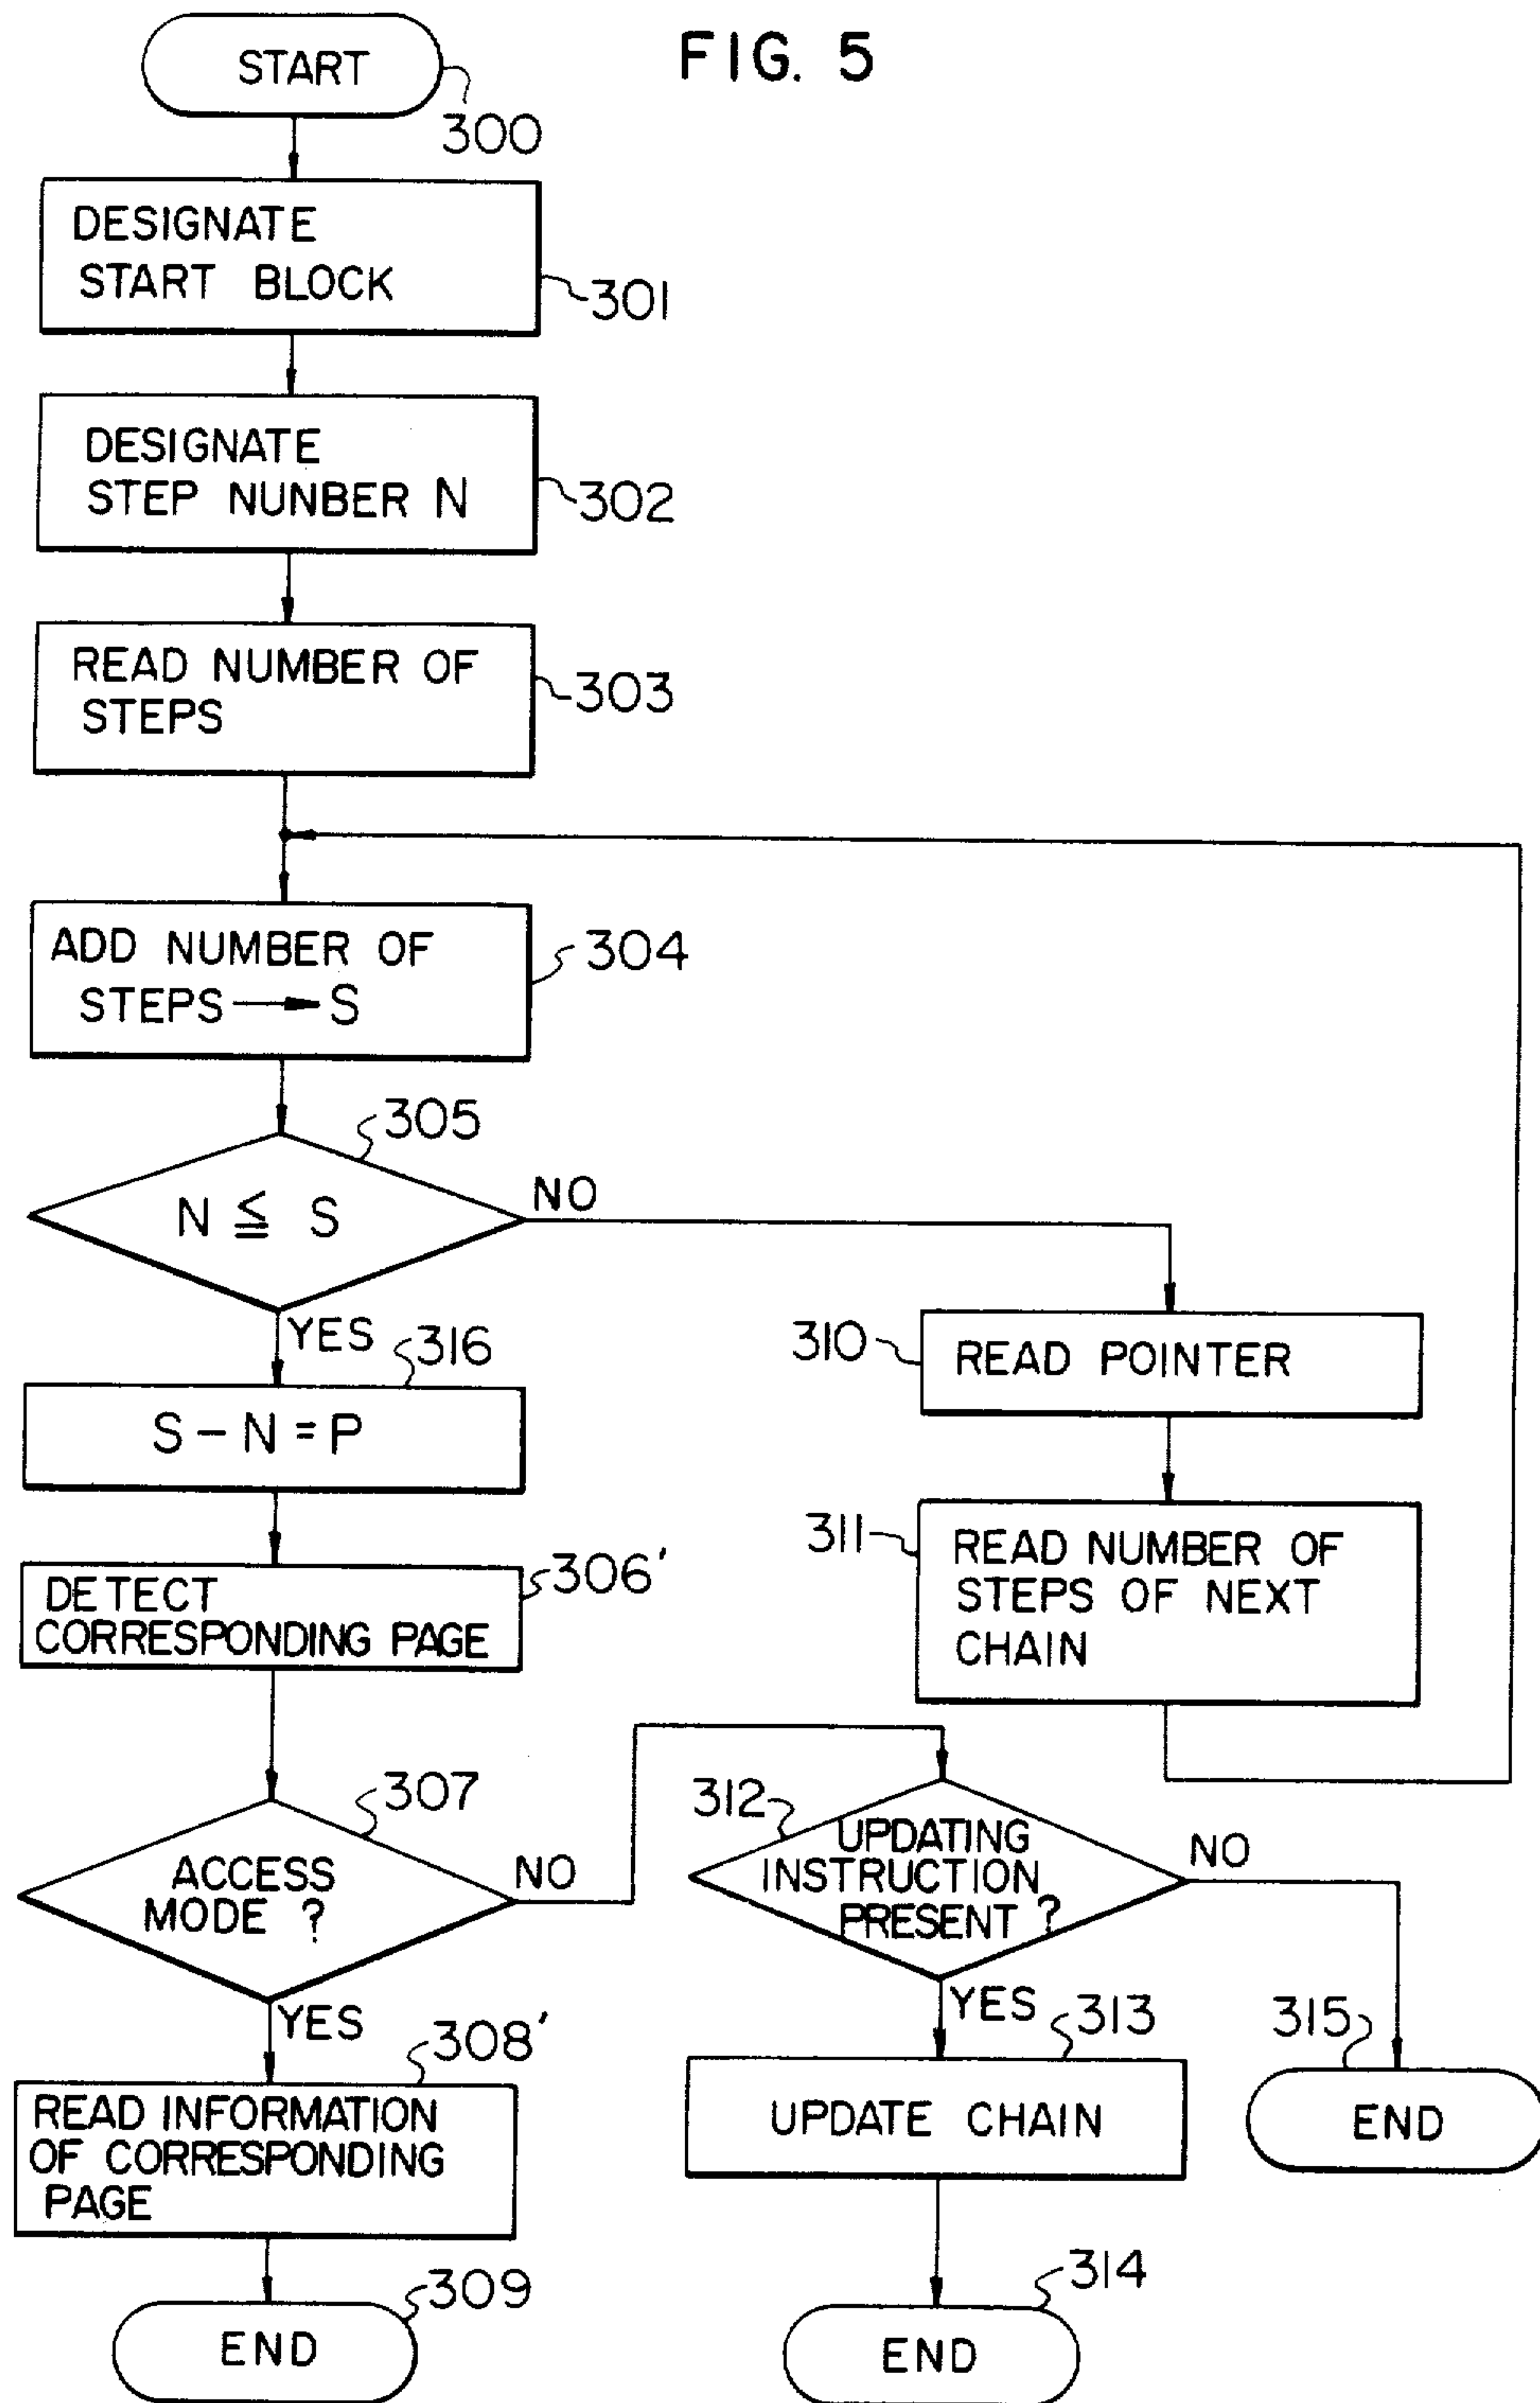 FIG. 5
START
300
DESIGNATE
START BLOCK
301
DESIGNATE
STEP NUNBER N
302
READ NUMBER OF
STEPS
303
ADD NUMBER OF
STEPS → S
304
305
N ≦ S
NO
YES
316
S - N = P
310
READ POINTER
306'
DETECT
CORRESPONDING PAGE
311
READ NUMBER OF
STEPS OF NEXT
CHAIN
307
ACCESS
MODE ?
NO
YES
312
UPDATING
INSTRUCTION
PRESENT ?
NO
YES
308'
READ INFORMATION
OF CORRESPONDING
PAGE
313
UPDATE CHAIN
315
END
309
END
314
END